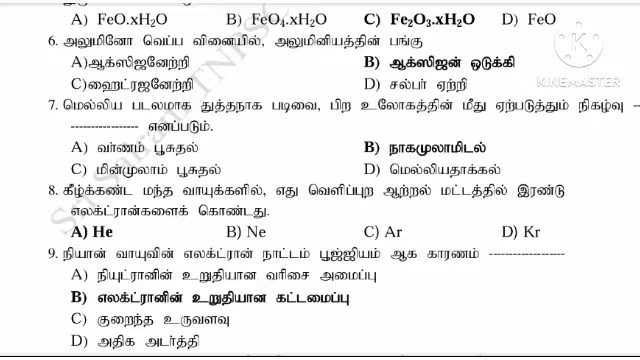 A) FeO.xH₂O B) FeO₄.xH₂O C) Fe₂O₃.xH₂O D) FeO
6. அலுமினோ வெப்ப வினையில், அலுமினியத்தின் பங்கு
A)ஆக்ஸிஜனேற்றி B) ஆக்ஸிஜன் ஒடுக்கி
KINEMASTER
C)ஹைட்ரஜனேற்றி D) சல்பர் ஏற்றி
7. மெல்லிய படலமாக துத்தநாக படிவை, பிற உலோகத்தின் மீது ஏற்படுத்தும் நிகழ்வு --
----------------- எனப்படும்.
A) வர்ணம் பூசுதல் B) நாகமுலாமிடல்
C) மின்முலாம் பூசுதல் D) மெல்லியதாக்கல்
8. கீழ்க்கண்ட மந்த வாயுக்களில், எது வெளிப்புற ஆற்றல் மட்டத்தில் இரண்டு
எலக்ட்ரான்களைக் கொண்டது.
A) He B) Ne C) Ar D) Kr
9. நியான் வாயுவின் எலக்ட்ரான் நாட்டம் பூஜ்ஜியம் ஆக காரணம் -------------------
A) நியுட்ரானின் உறுதியான வரிசை அமைப்பு
B) எலக்ட்ரானின் உறுதியான கட்டமைப்பு
C) குறைந்த உருவளவு
D) அதிக அடர்த்தி
Sri Sairam TNPSC